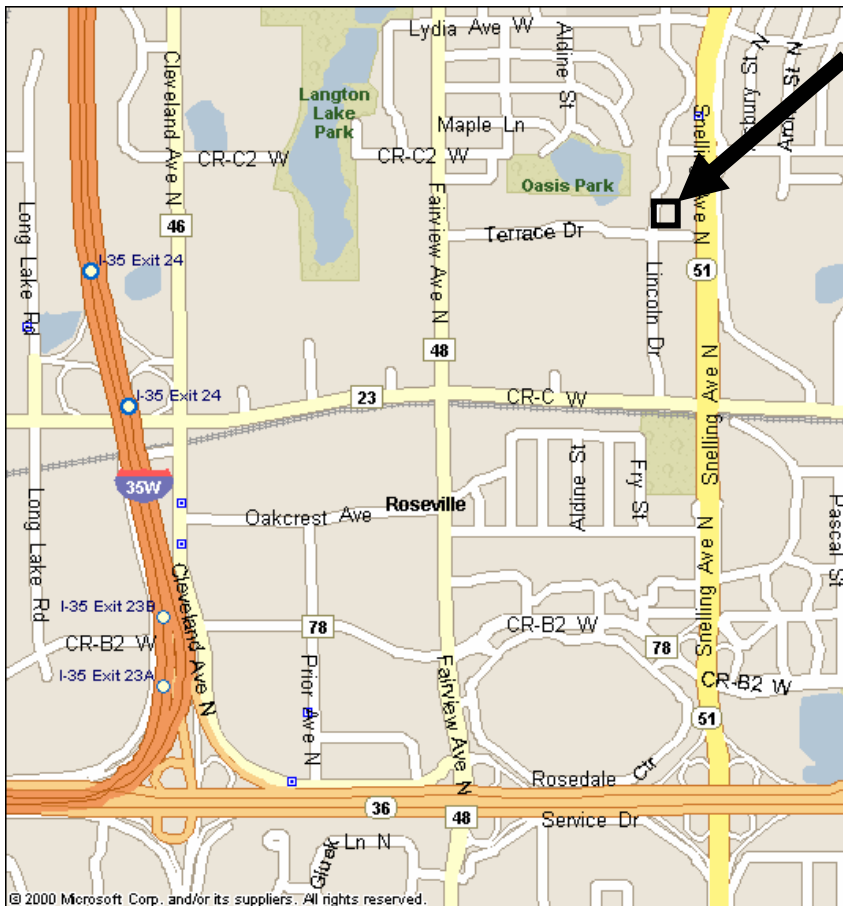 Lydia Ave W
Aldine St
Cleveland Ave N
Langton
Lake
Park
Maple Ln
CR-C2 W
CR-C2 W
Oasis Park
Snelling Ave N
46
Long Lake Rd
Fairview Ave N
Terrace Dr
I-35 Exit 24
51
Lincoln Dr
48
I-35 Exit 24
23
CR-C W
Snelling Ave N
35W
Long Lake Rd
Oakcrest Ave
Roseville
Aldine St
Fry St
Pascal St
Snelling Ave N
I-35 Exit 23B
Cleveland Ave N
78
CR-B2 W
CR-B2 W
78
I-35 Exit 23A
Prior Ave N
Fairview Ave N
CR-B2 W
51
Rosedale Ctr
36
48
Service Dr
Gluek Ln N
© 2000 Microsoft Corp. and/or its suppliers. All rights reserved.